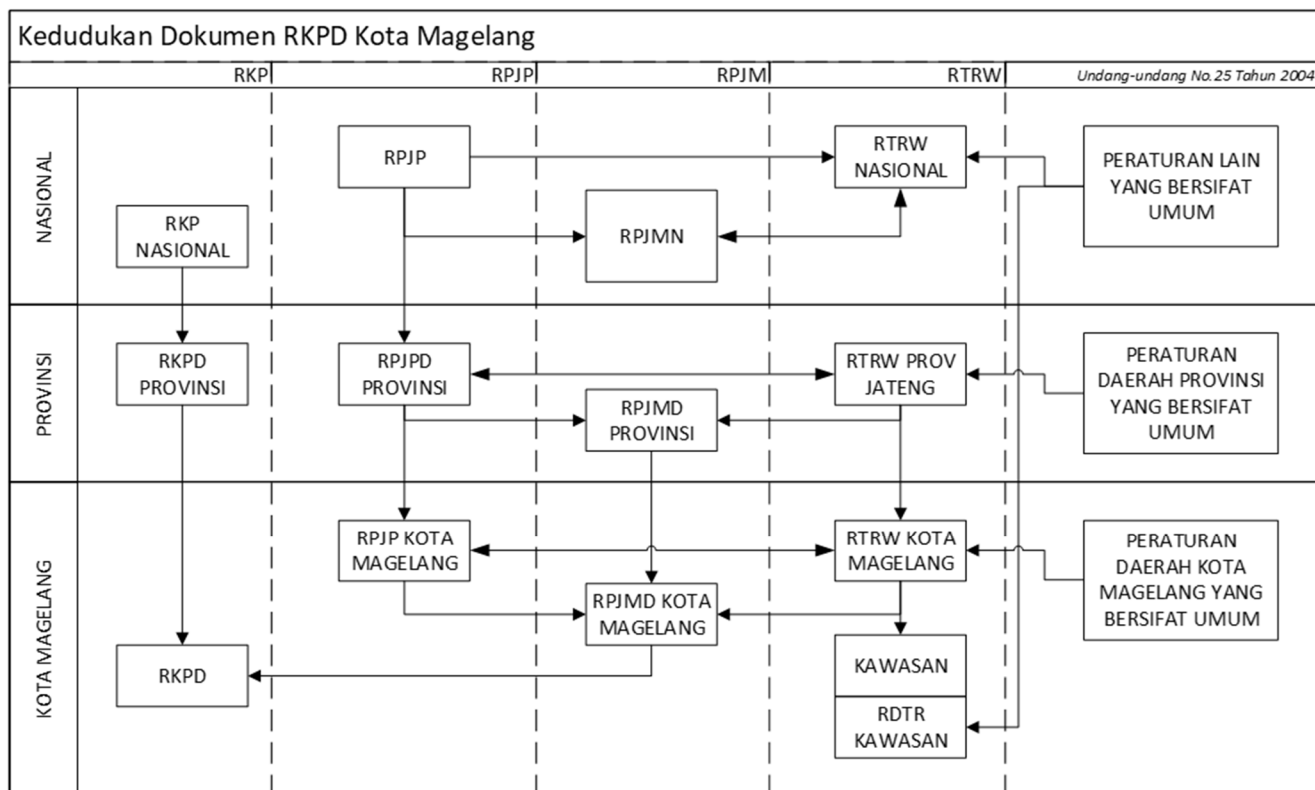 Kedudukan Dokumen RKPD Kota Magelang
RKP
RPJP
RPJM
RTRW
Undang-undang No.25 Tahun 2004
NASIONAL
RPJP
RTRW
NASIONAL
PERATURAN LAIN
YANG BERSIFAT
UMUM
RKP
NASIONAL
RPJMN
PROVINSI
RKPD
PROVINSI
RPJPD
PROVINSI
RTRW PROV
JATENG
RPJMD
PROVINSI
PERATURAN
DAERAH PROVINSI
YANG BERSIFAT
UMUM
KOTA MAGELANG
RPJP KOTA
MAGELANG
RTRW KOTA
MAGELANG
PERATURAN
DAERAH KOTA
MAGELANG YANG
BERSIFAT UMUM
RPJMD KOTA
MAGELANG
RKPD
KAWASAN
RDTR
KAWASAN